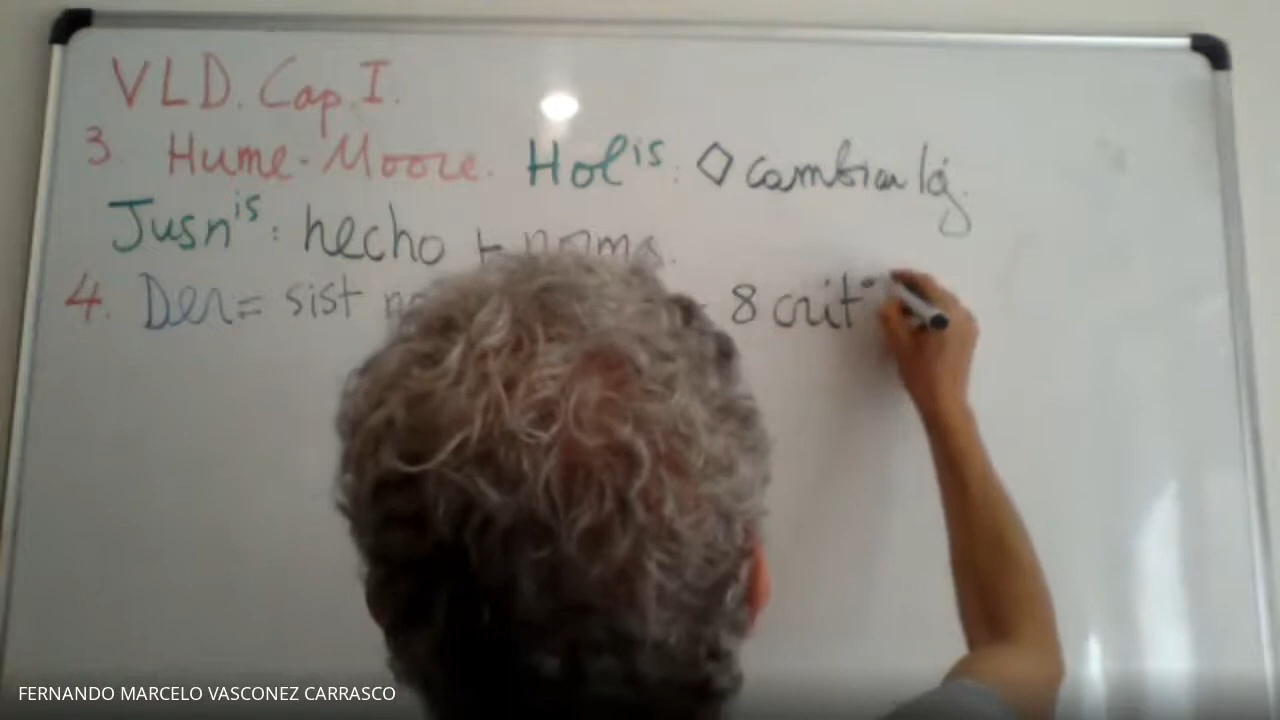 VLD. Cap. I.
3. Hume-Moore. Holis: ◇ cambiar lóg.
Jusnis: hecho + norma.
4. Der = sist 8 crit
FERNANDO MARCELO VASCONEZ CARRASCO